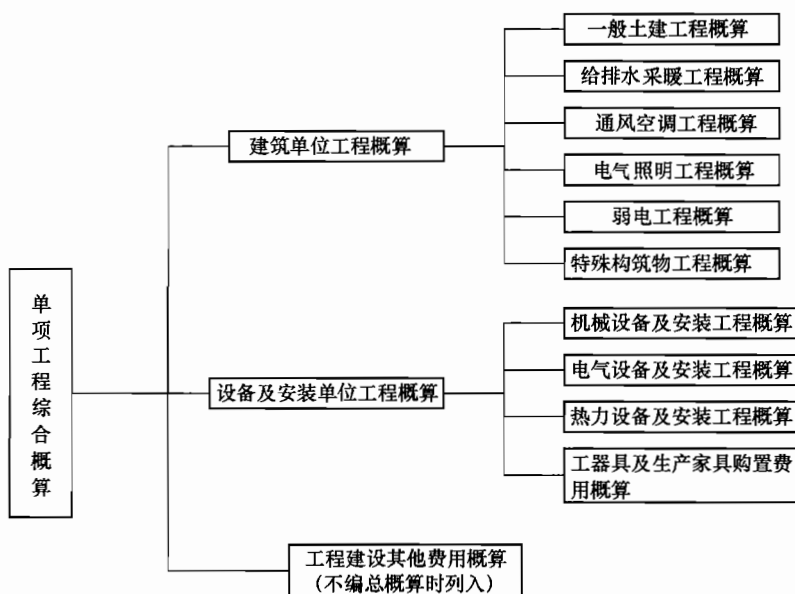 单项工程综合概算
建筑单位工程概算
一般土建工程概算
给排水采暖工程概算
通风空调工程概算
电气照明工程概算
弱电工程概算
特殊构筑物工程概算
设备及安装单位工程概算
机械设备及安装工程概算
电气设备及安装工程概算
热力设备及安装工程概算
工器具及生产家具购置费
用概算
工程建设其他费用概算
(不编总概算时列入)